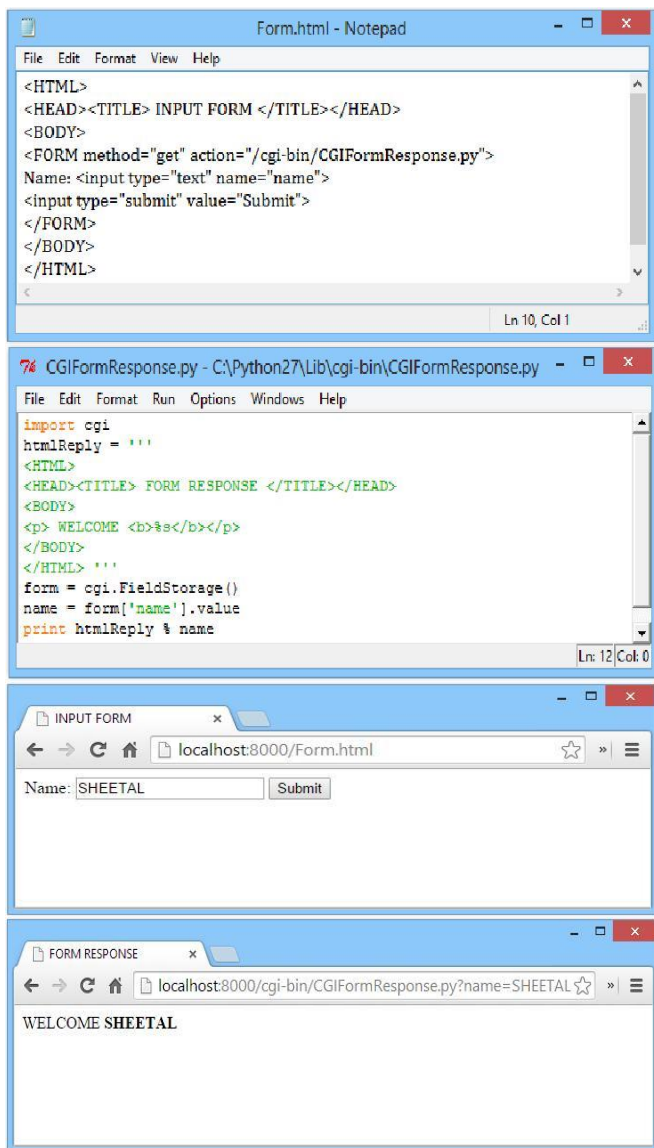 Form.html - Notepad
File Edit Format View Help
<HTML>
<HEAD><TITLE> INPUT FORM </TITLE></HEAD>
<BODY>
<FORM method="get" action="/cgi-bin/CGIFormResponse.py">
Name: <input type="text" name="name">
<input type="submit" value="Submit">
</FORM>
</BODY>
</HTML>
Ln 10, Col 1
CGIFormResponse.py - C:\Python27\Lib\cgi-bin\CGIFormResponse.py
File Edit Format Run Options Windows Help
import cgi
htmlReply = '''
<HTML>
<HEAD><TITLE> FORM RESPONSE </TITLE></HEAD>
<BODY>
<p> WELCOME <b>%s</b></p>
</BODY>
</HTML> '''
form = cgi.FieldStorage()
name = form['name'].value
print htmlReply % name
Ln: 12 Col: 0
INPUT FORM
localhost:8000/Form.html
Name: SHEETAL Submit
FORM RESPONSE
localhost:8000/cgi-bin/CGIFormResponse.py?name=SHEETAL
WELCOME SHEETAL